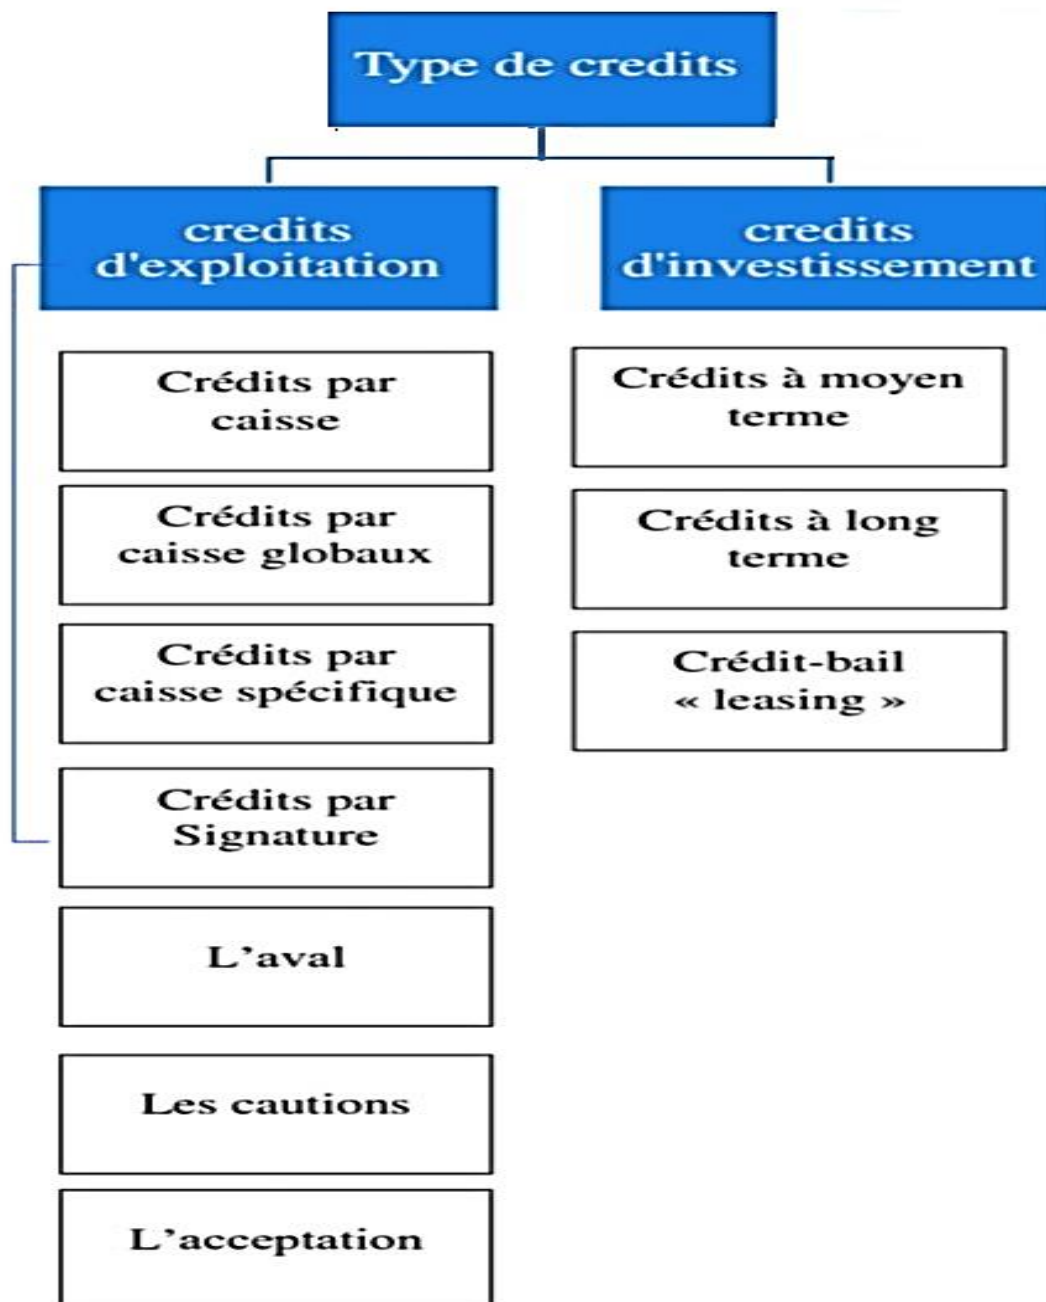 Type de credits
credits
d'exploitation
credits
d'investissement
Crédits par
caisse
Crédits par
caisse globaux
Crédits par
caisse spécifique
Crédits par
Signature
L'aval
Les cautions
L'acceptation
Crédits à moyen
terme
Crédits à long
terme
Crédit-bail
« leasing »